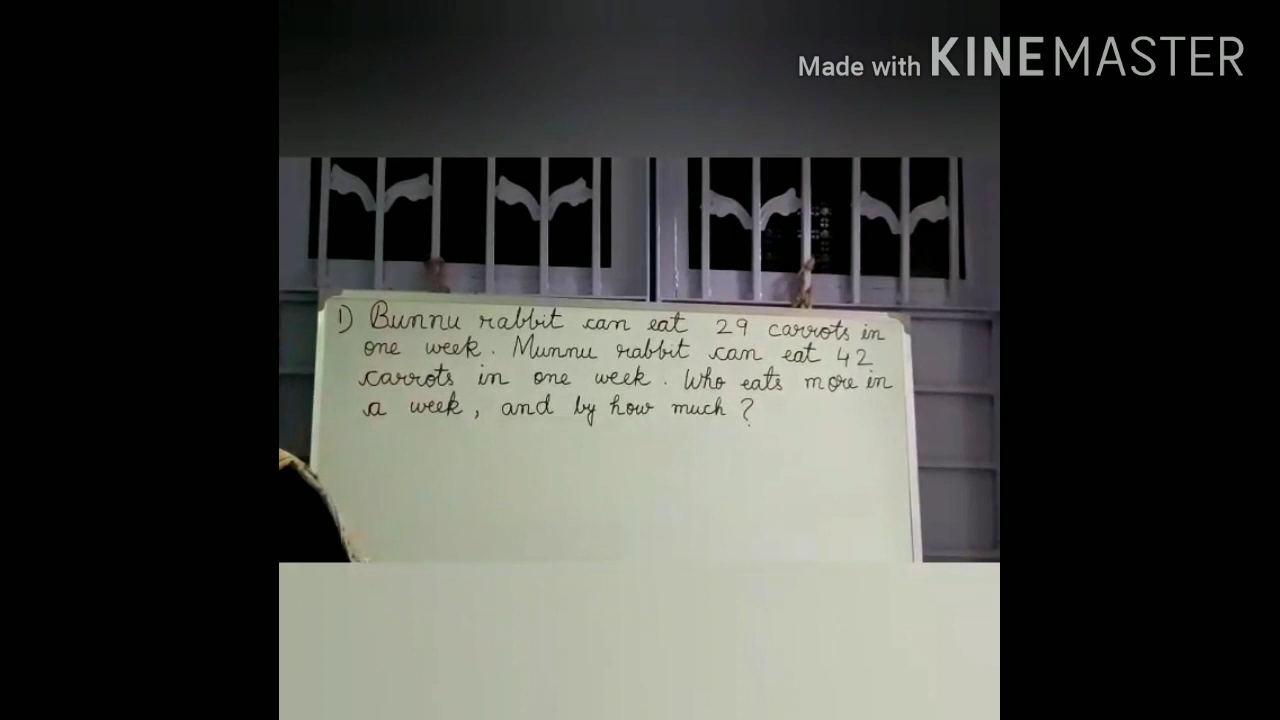 Made with KINEMASTER
1) Bunnu rabbit can eat 29 carrots in
one week. Munnu rabbit can eat 42
carrots in one week. Who eats more in
a week, and by how much ?